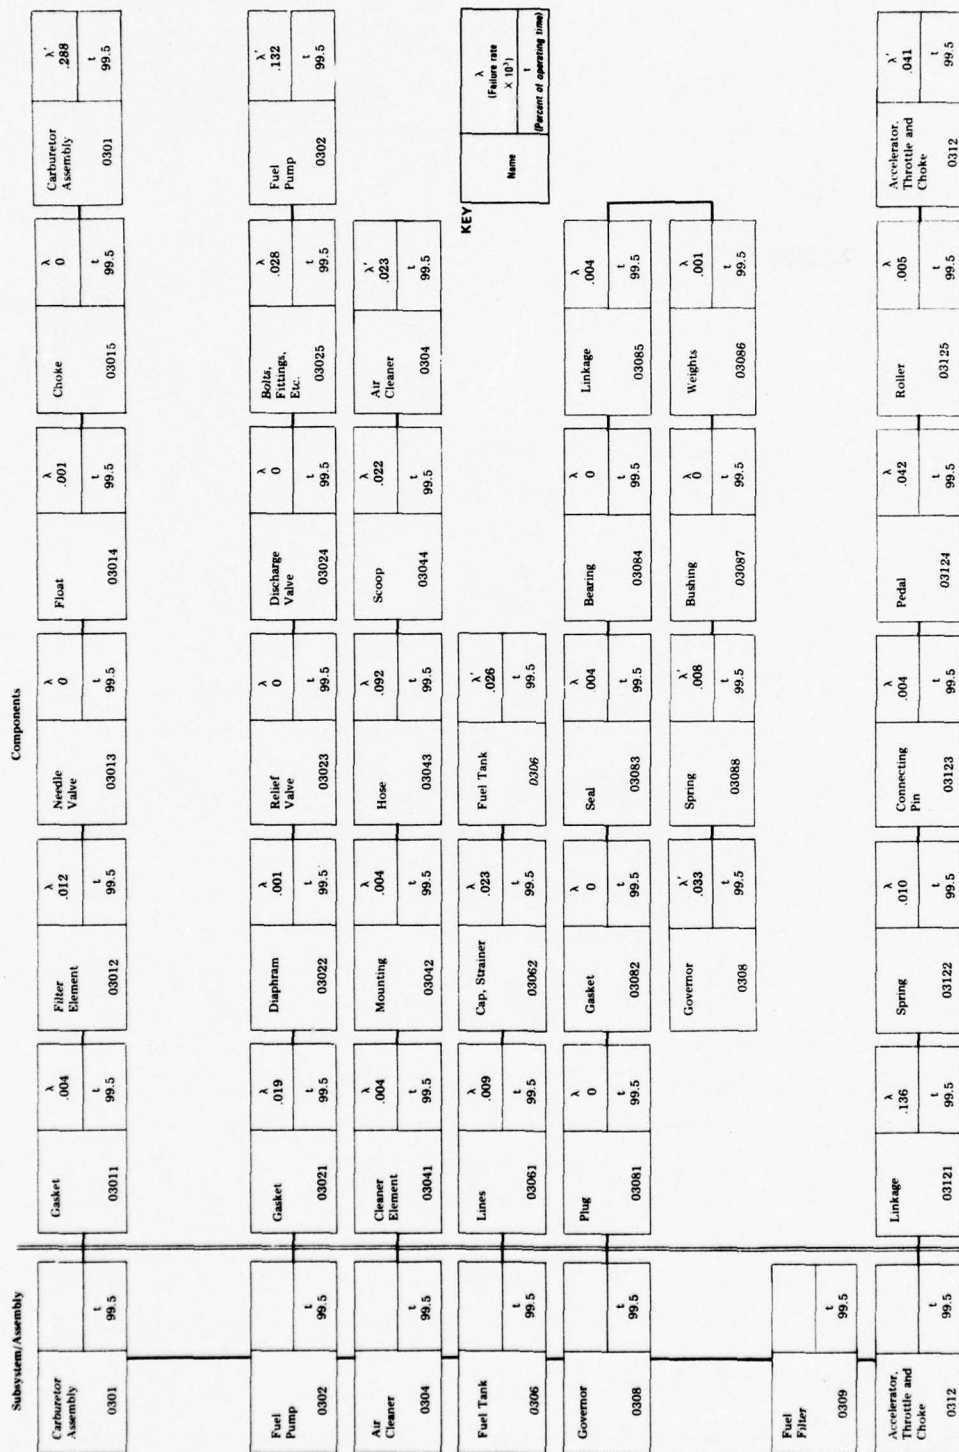 Components
Subsystem/Assembly
Carburetor
Assembly
0301
t
99.5
Gasket
03011
λ
.004
t
99.5
Filter
Element
03012
λ
.012
t
99.5
Needle
Valve
03013
λ
0
t
99.5
Float
03014
λ
.001
t
99.5
Choke
03015
λ
0
t
99.5
Carburetor
Assembly
0301
λ'
.288
t
99.5
Fuel
Pump
0302
t
99.5
Gasket
03021
λ
.019
t
99.5
Diaphram
03022
λ
.001
t
99.5
Relief
Valve
03023
λ
0
t
99.5
Discharge
Valve
03024
λ
0
t
99.5
Bolts,
Fittings,
Etc.
03025
λ
.028
t
99.5
Fuel
Pump
0302
λ'
.132
t
99.5
Air
Cleaner
0304
t
99.5
Cleaner
Element
03041
λ
.004
t
99.5
Mounting
03042
λ
.004
t
99.5
Hose
03043
λ
.092
t
99.5
Scoop
03044
λ
.022
t
99.5
Air
Cleaner
0304
λ'
.023
t
99.5
Fuel Tank
0306
t
99.5
Lines
03061
λ
.009
t
99.5
Cap, Strainer
03062
λ
.023
t
99.5
Fuel Tank
0306
λ'
.026
t
99.5
KEY
Name
λ
(Failure rate
× 10³)
t
(Percent of operating time)
Governor
0308
t
99.5
Plug
03081
λ
0
t
99.5
Gasket
03082
λ
0
t
99.5
Seal
03083
λ
.004
t
99.5
Bearing
03084
λ
0
t
99.5
Linkage
03085
λ
.004
t
99.5
Governor
0308
λ'
.033
t
99.5
Spring
03088
λ'
.008
t
99.5
Bushing
03087
λ
0
t
99.5
Weights
03086
λ
.001
t
99.5
Fuel
Filter
0309
t
99.5
Accelerator,
Throttle and
Choke
0312
t
99.5
Linkage
03121
λ
.136
t
99.5
Spring
03122
λ
.010
t
99.5
Connecting
Pin
03123
λ
.004
t
99.5
Pedal
03124
λ
.042
t
99.5
Roller
03125
λ
.005
t
99.5
Accelerator.
Throttle and
Choke
0312
λ'
.041
t
99.5